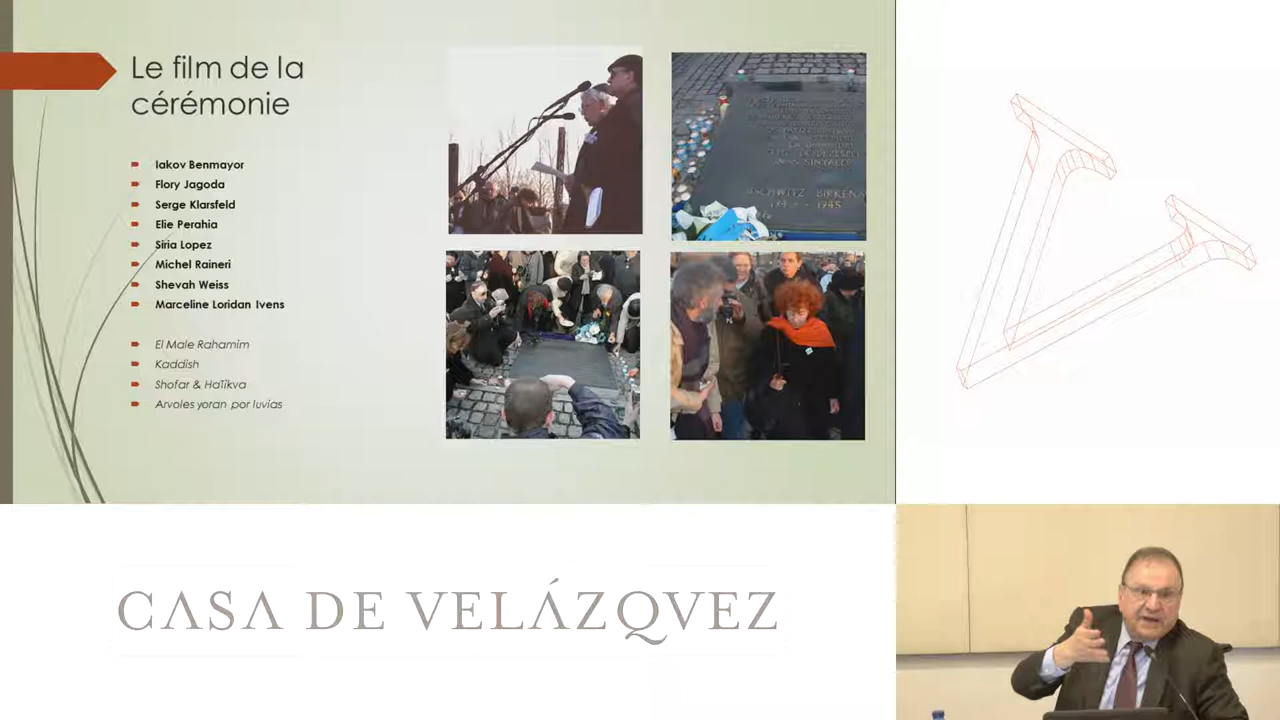 Le film de la
cérémonie
Iakov Benmayor
Flory Jagoda
Serge Klarsfeld
Elie Perahia
Siria Lopez
Michel Raineri
Shevah Weiss
Marceline Loridan Ivens
El Male Rahamim
Kaddish
Shofar & Hatikva
Arvoles yoran por luvias
CASA DE VELÁZQVEZ